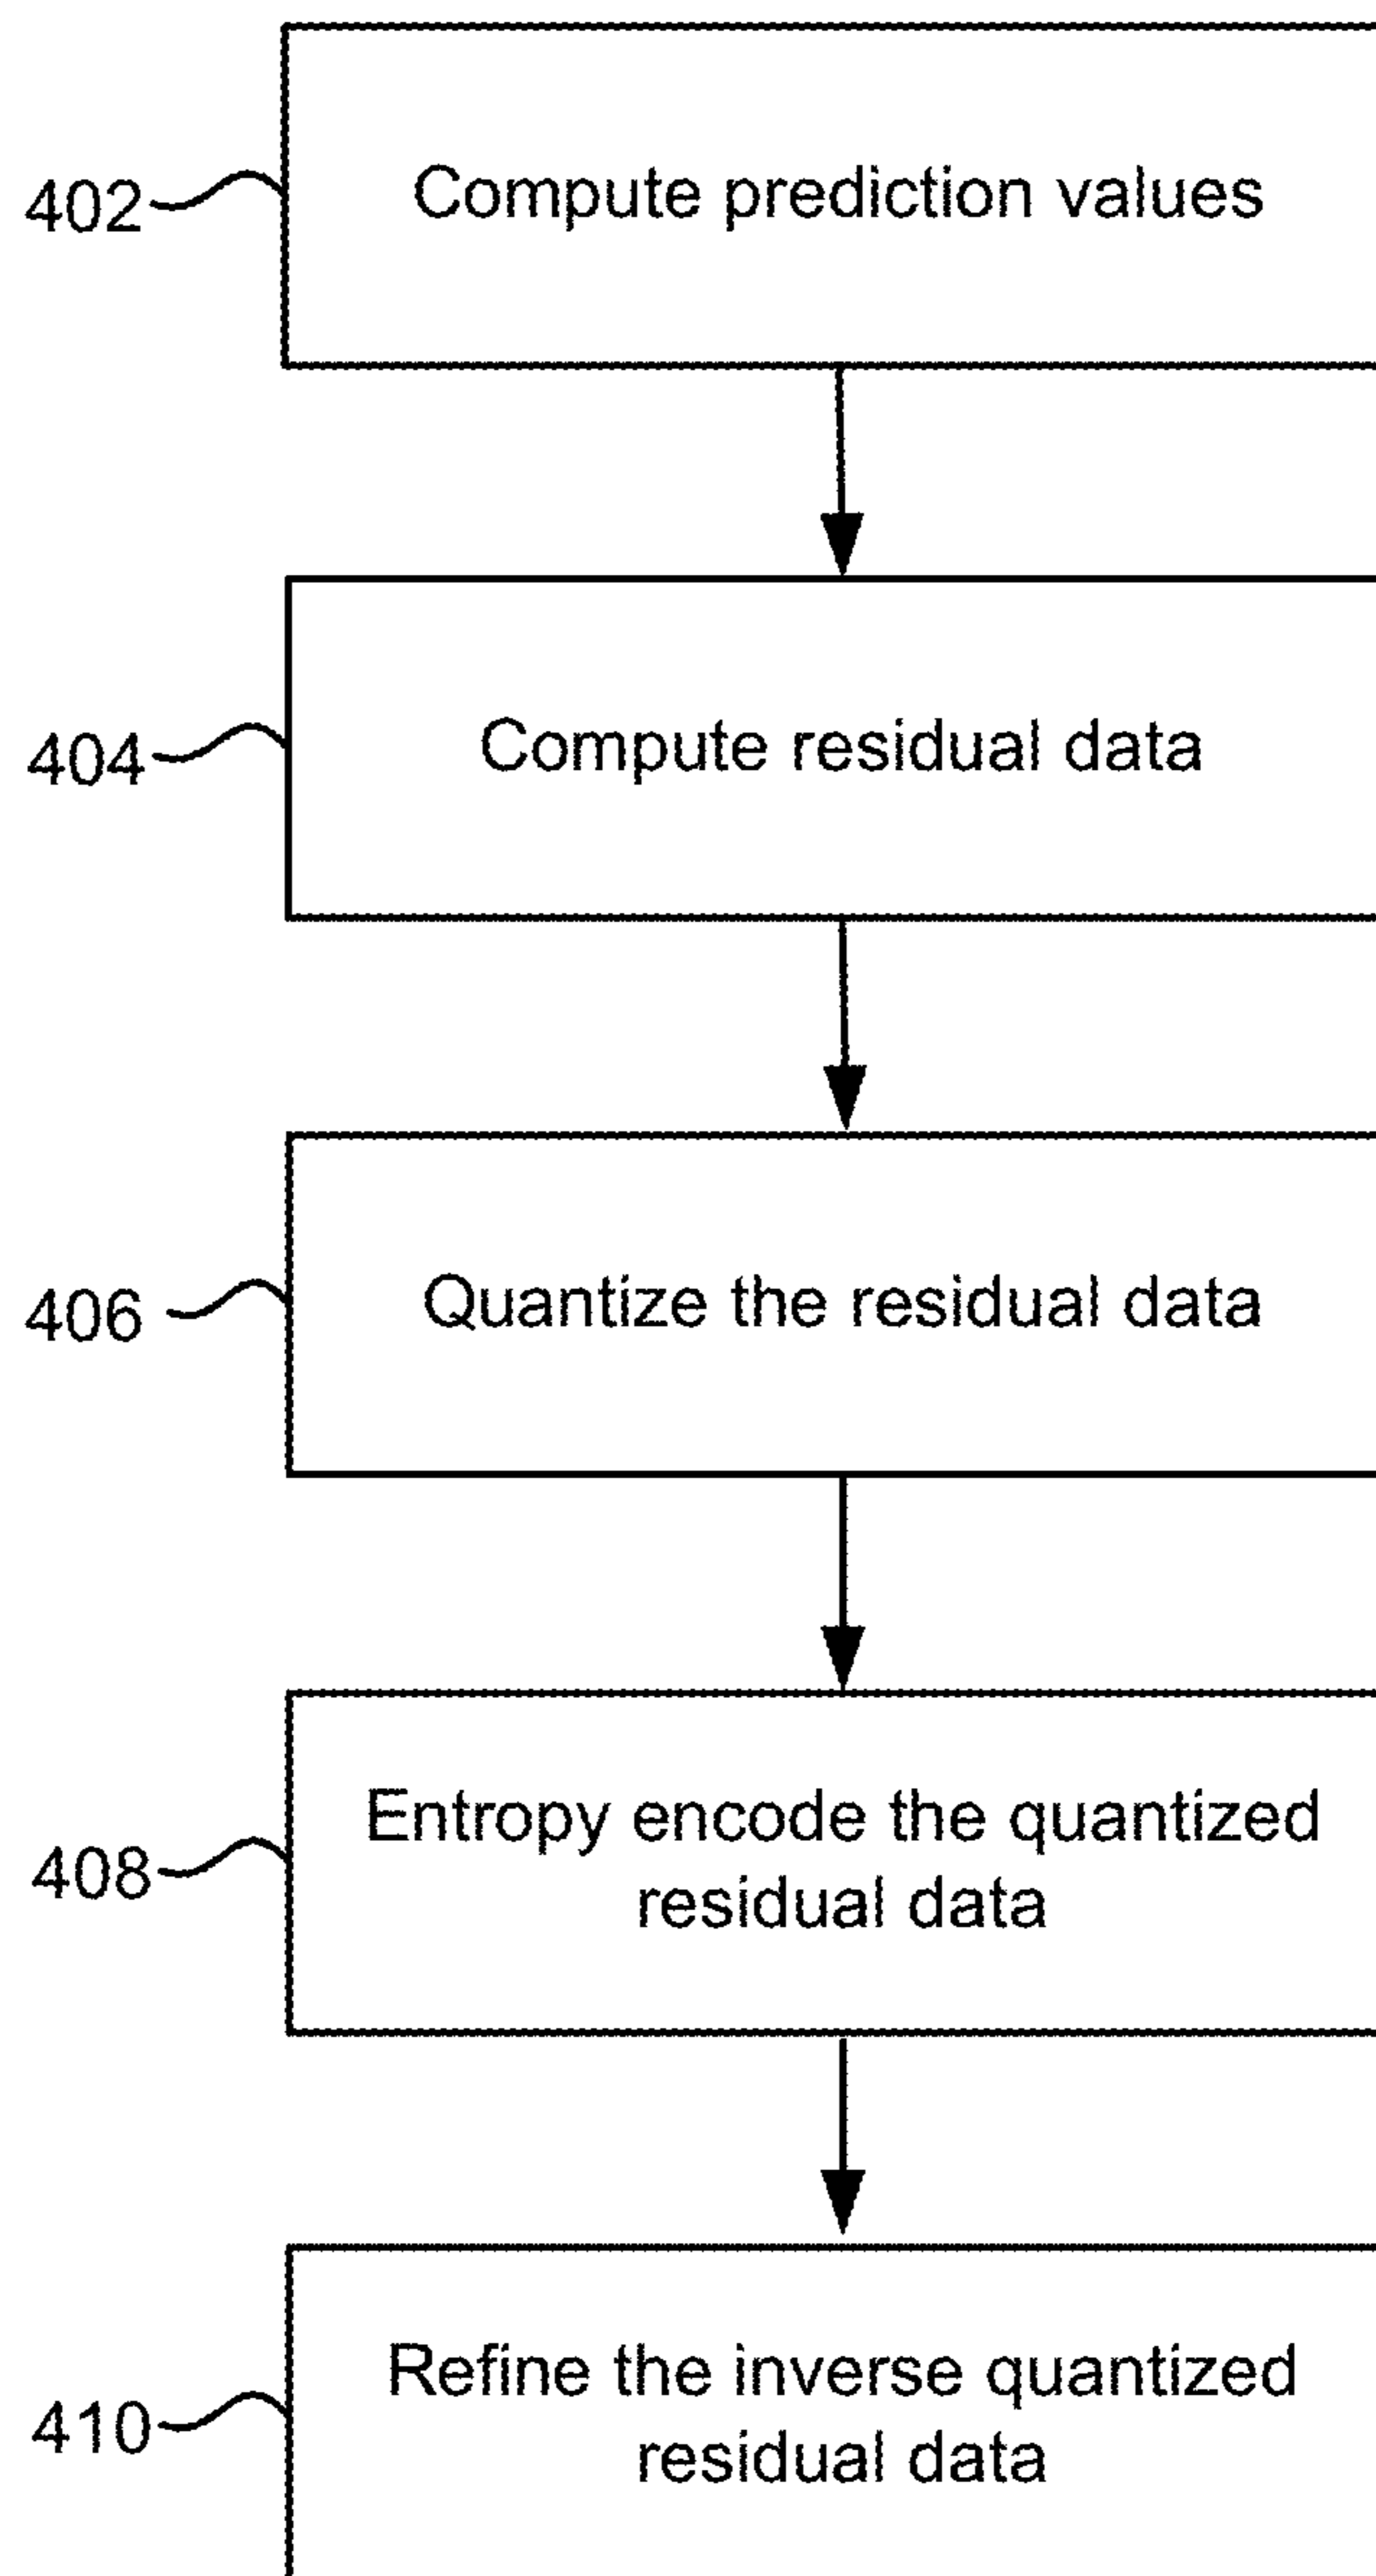 402
Compute prediction values
404
Compute residual data
406
Quantize the residual data
408
Entropy encode the quantized
residual data
410
Refine the inverse quantized
residual data